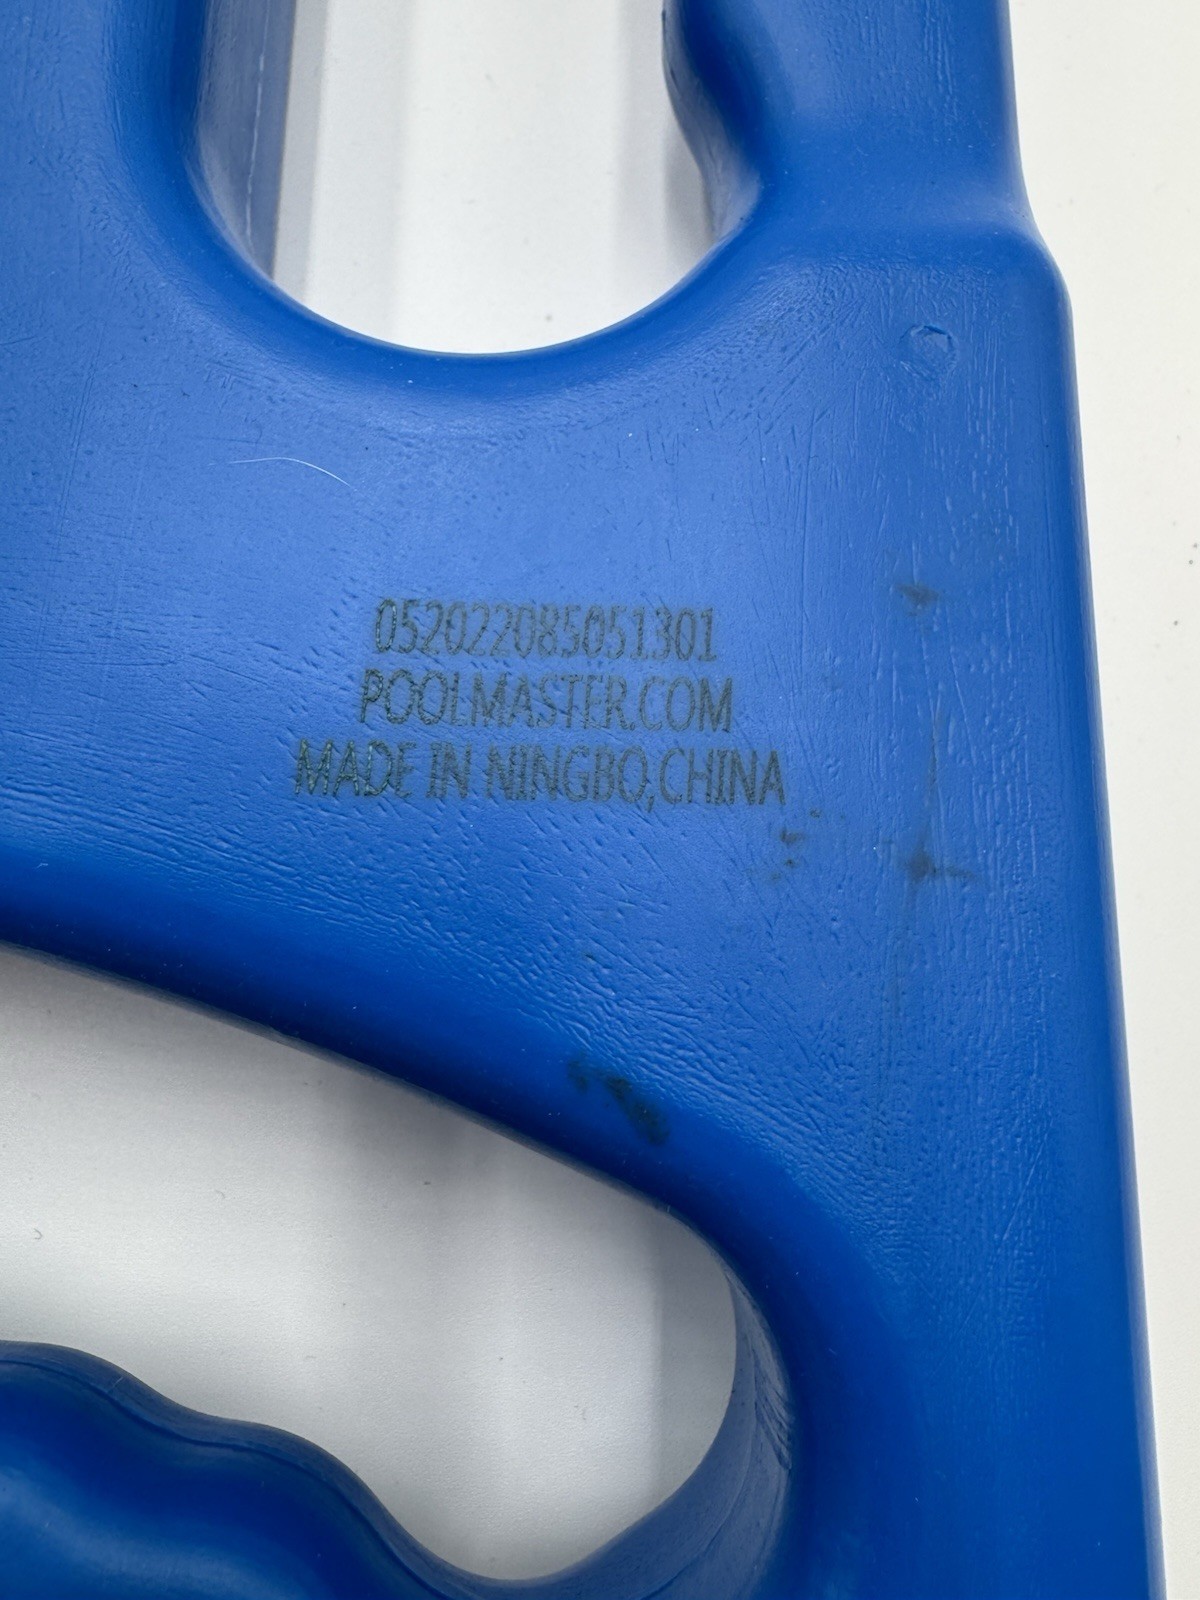 052022085051301
POOLMASTER.COM
MADE IN NINGBO,CHINA